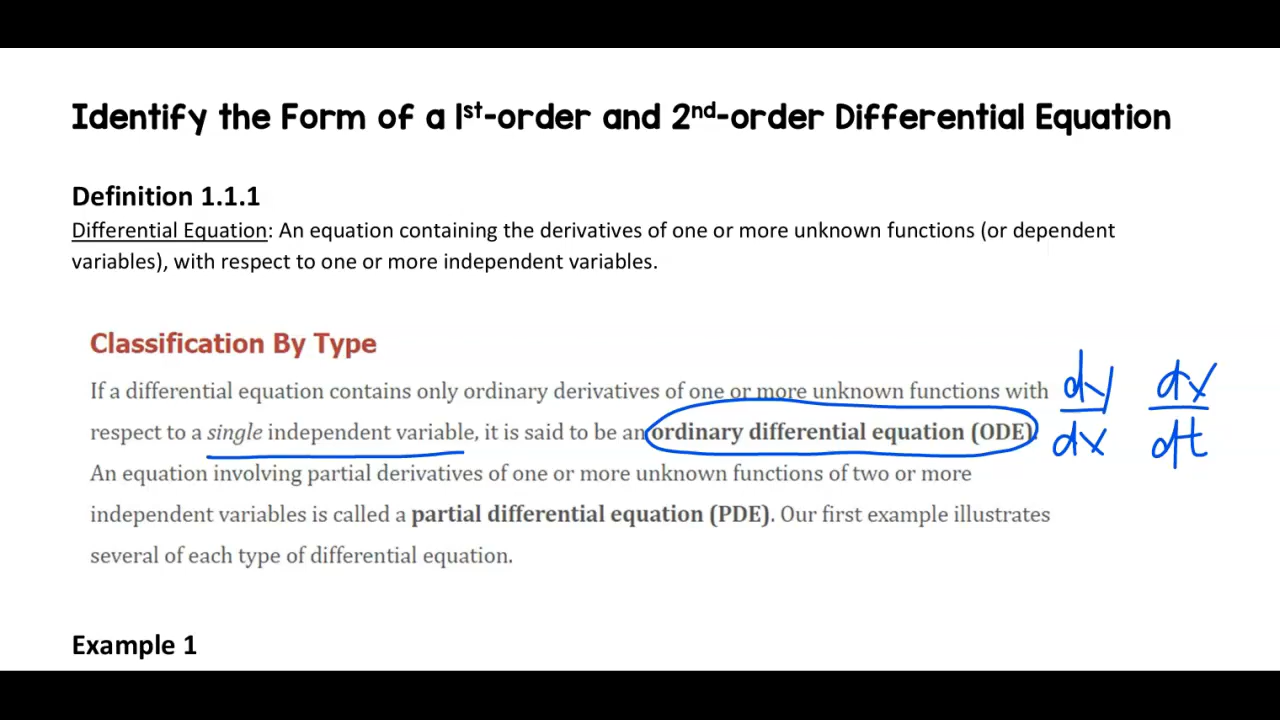 Identify the Form of a 1st-order and 2nd-order Differential Equation
Definition 1.1.1
Differential Equation: An equation containing the derivatives of one or more unknown functions (or dependent
variables), with respect to one or more independent variables.
Classification By Type
If a differential equation contains only ordinary derivatives of one or more unknown functions with
respect to a single independent variable, it is said to be an ordinary differential equation (ODE).
An equation involving partial derivatives of one or more unknown functions of two or more
independent variables is called a partial differential equation (PDE). Our first example illustrates
several of each type of differential equation.
dy dx
dx dt
Example 1